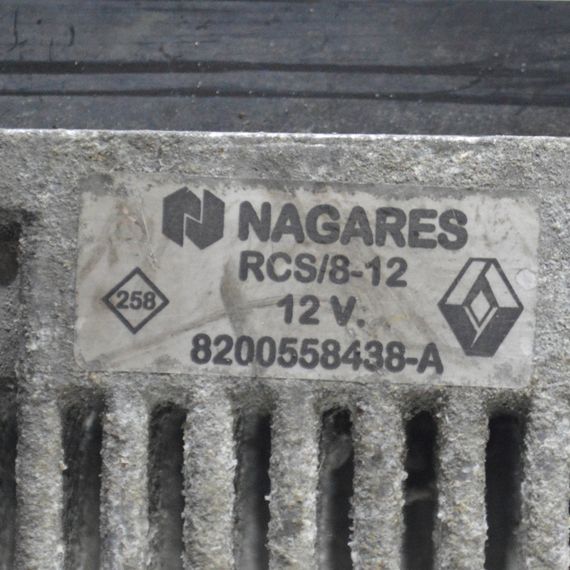 NAGARES
RCS/8-12
258
12 V.
8200558438-A